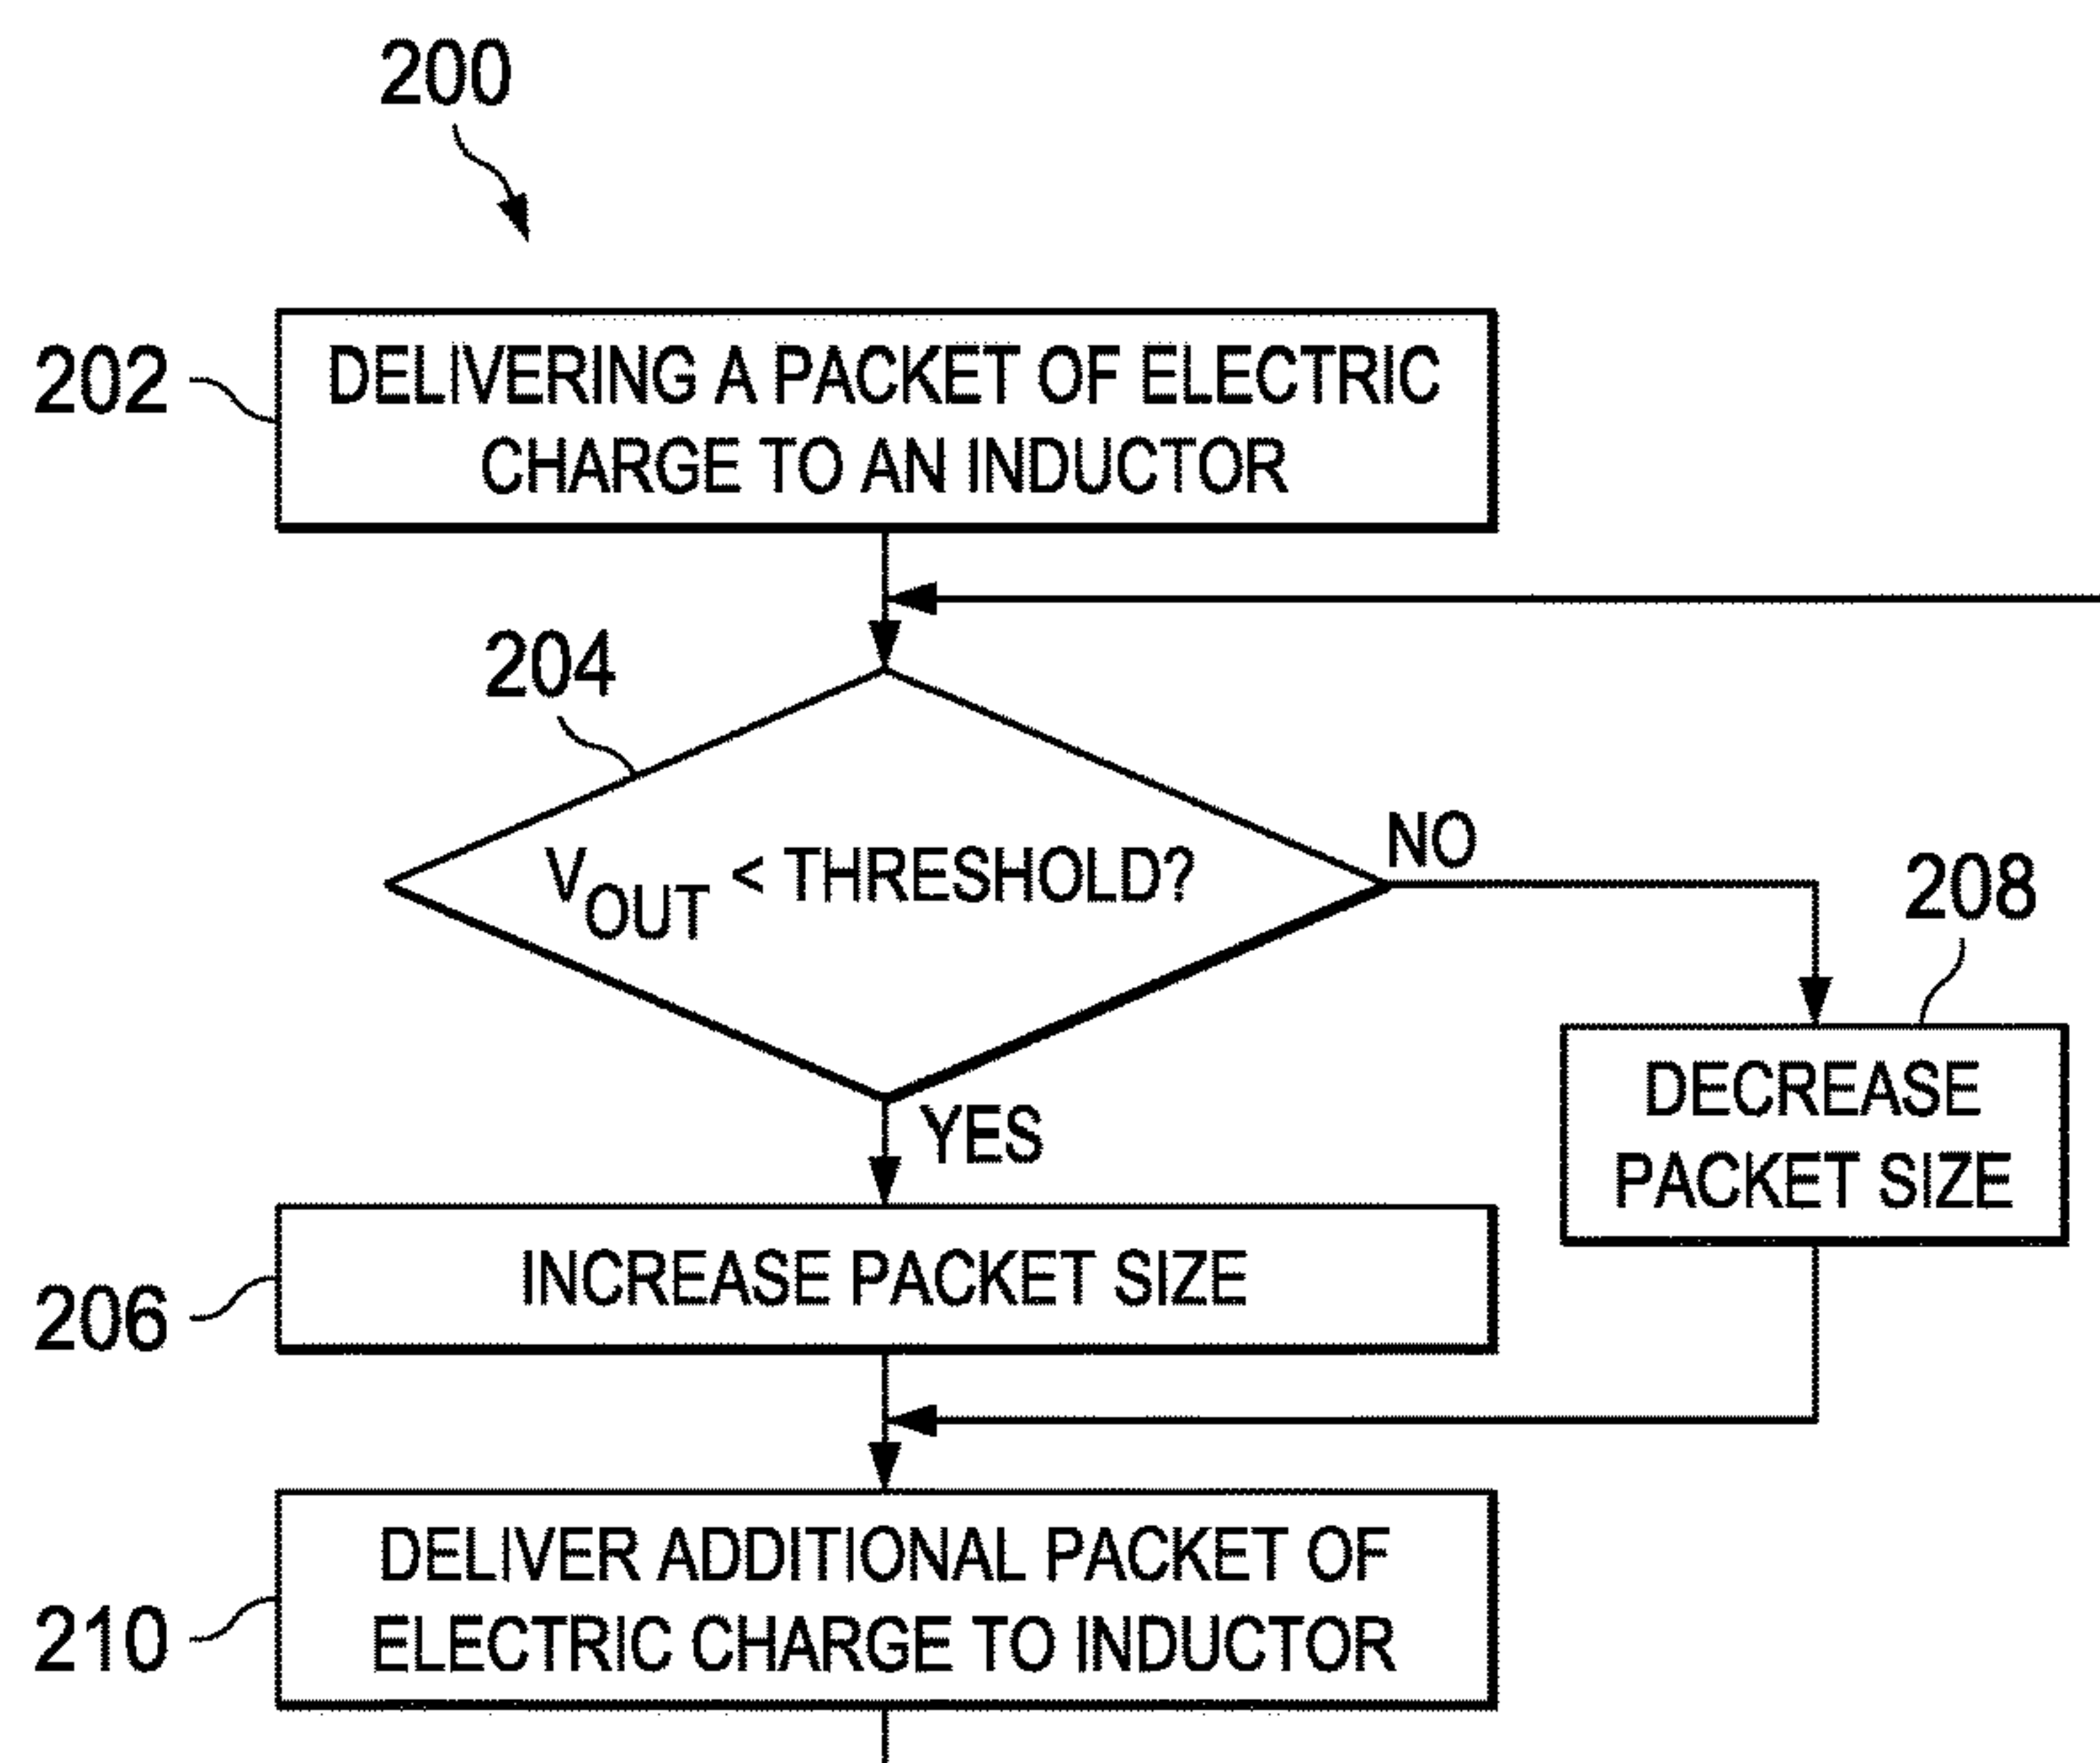 200
202
DELIVERING A PACKET OF ELECTRIC
CHARGE TO AN INDUCTOR
204
VOUT < THRESHOLD?
NO
208
DECREASE
PACKET SIZE
YES
206
INCREASE PACKET SIZE
210
DELIVER ADDITIONAL PACKET OF
ELECTRIC CHARGE TO INDUCTOR